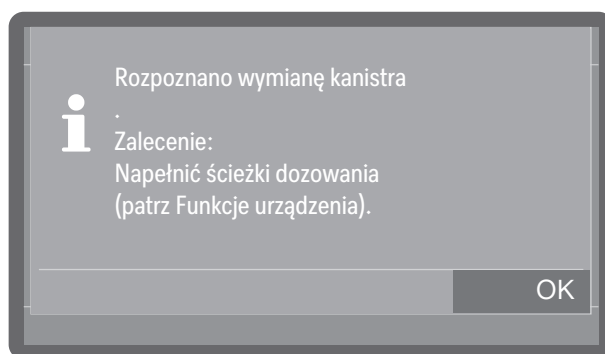 Rozpoznano wymianę kanistra
.
Zalecenie:
Napełnić ścieżki dozowania
(patrz Funkcje urządzenia).
OK